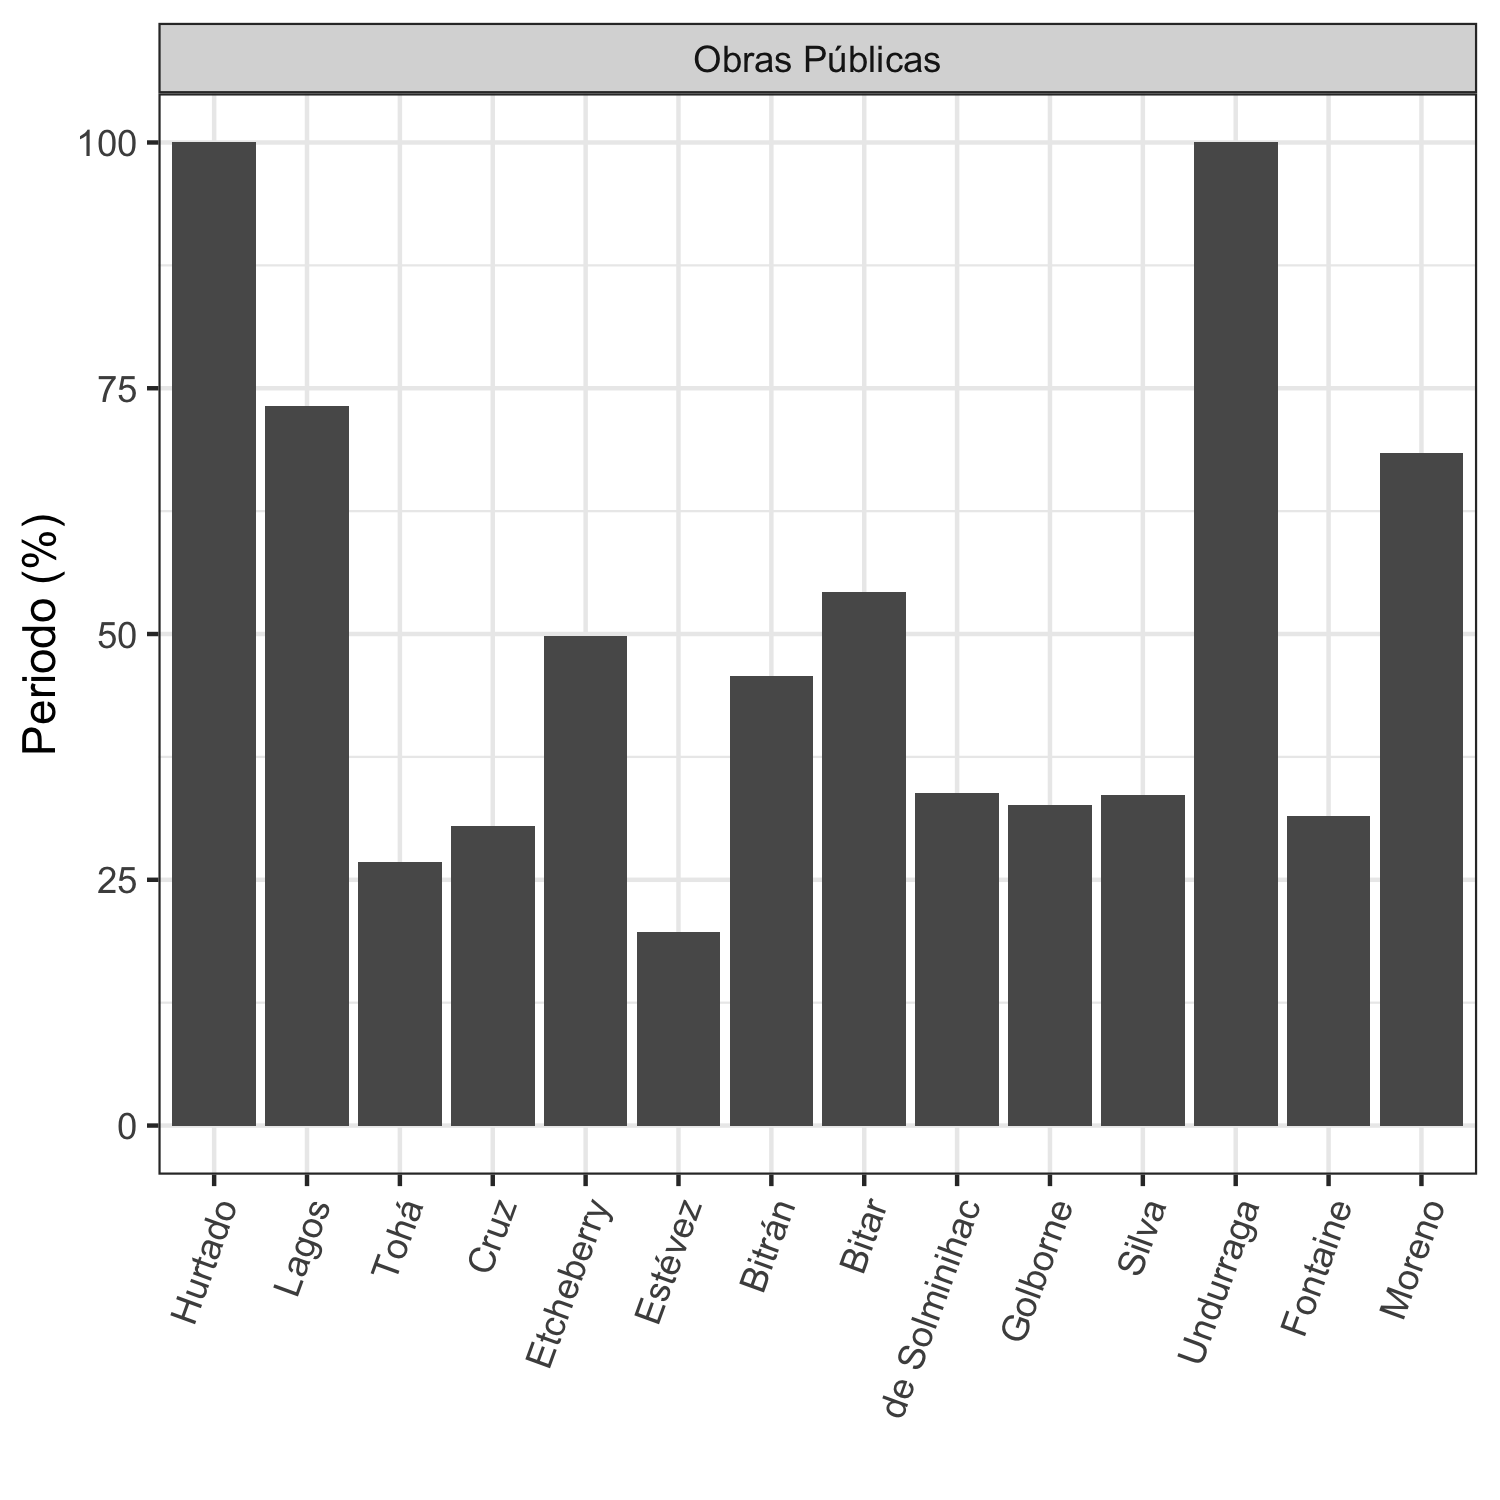 Obras Públicas
Periodo (%)
100
75
50
25
0
Hurtado
Lagos
Tohá
Cruz
Etcheberry
Estévez
Bitrán
Bitar
de Solminihac
Golborne
Silva
Undurraga
Fontaine
Moreno